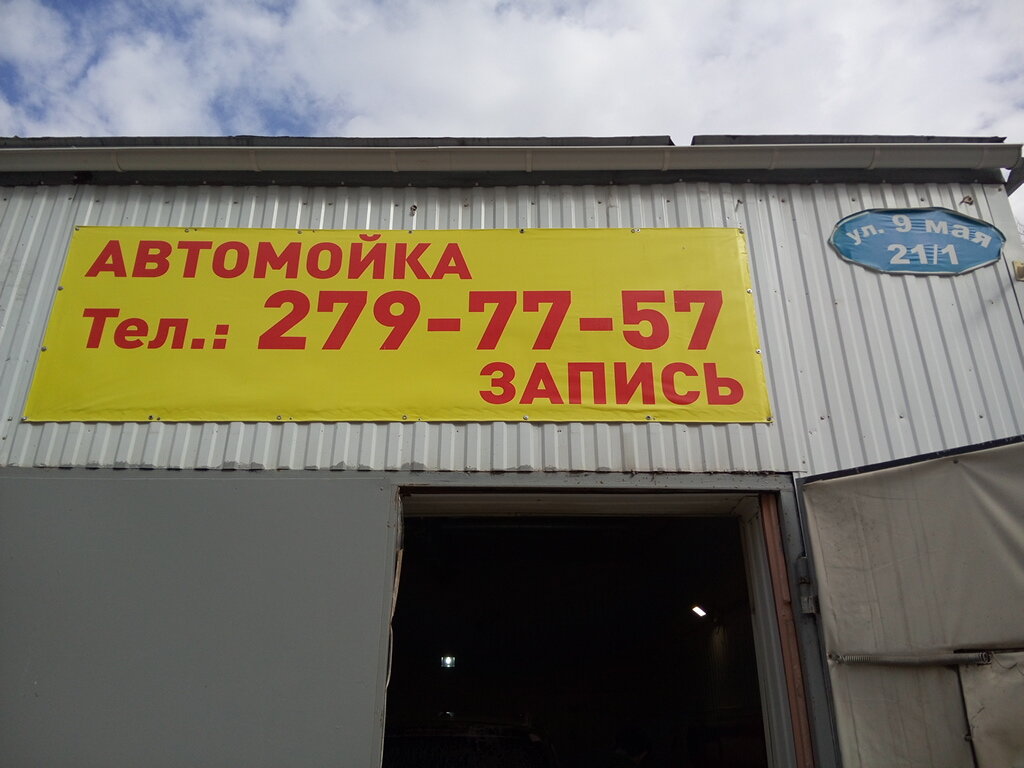 АВТОМОЙКА
Тел.: 279-77-57
ЗАПИСЬ
ул. 9 мая
21/1